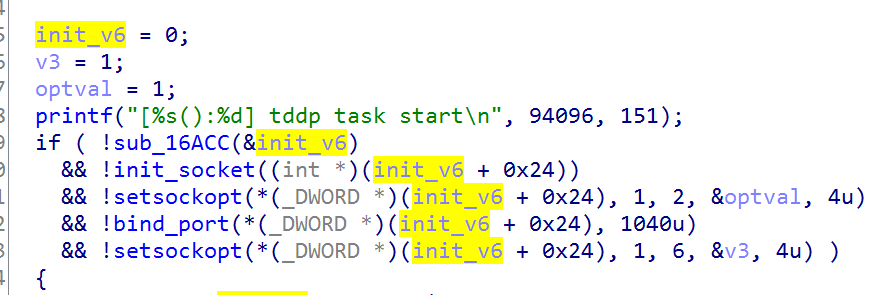 init_v6 = 0;
v3 = 1;
optval = 1;
printf("[%s():%d] tddp task start\n", 94096, 151);
if ( !sub_16ACC(&init_v6)
&& !init_socket((int *)(init_v6 + 0x24))
&& !setsockopt(*(_DWORD *)(init_v6 + 0x24), 1, 2, &optval, 4u)
&& !bind_port(*(_DWORD *)(init_v6 + 0x24), 1040u)
&& !setsockopt(*(_DWORD *)(init_v6 + 0x24), 1, 6, &v3, 4u) )
{